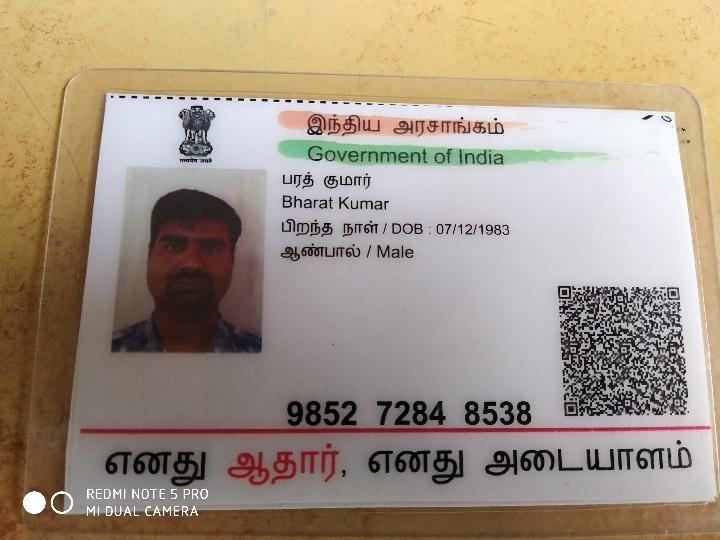 இந்திய அரசாங்கம்
Government of India
सत्यमेव जयते
பரத் குமார்
Bharat Kumar
பிறந்த நாள் / DOB : 07/12/1983
ஆண்பால் / Male
9852 7284 8538
எனது ஆதார், எனது அடையாளம்
REDMI NOTE 5 PRO
MI DUAL CAMERA